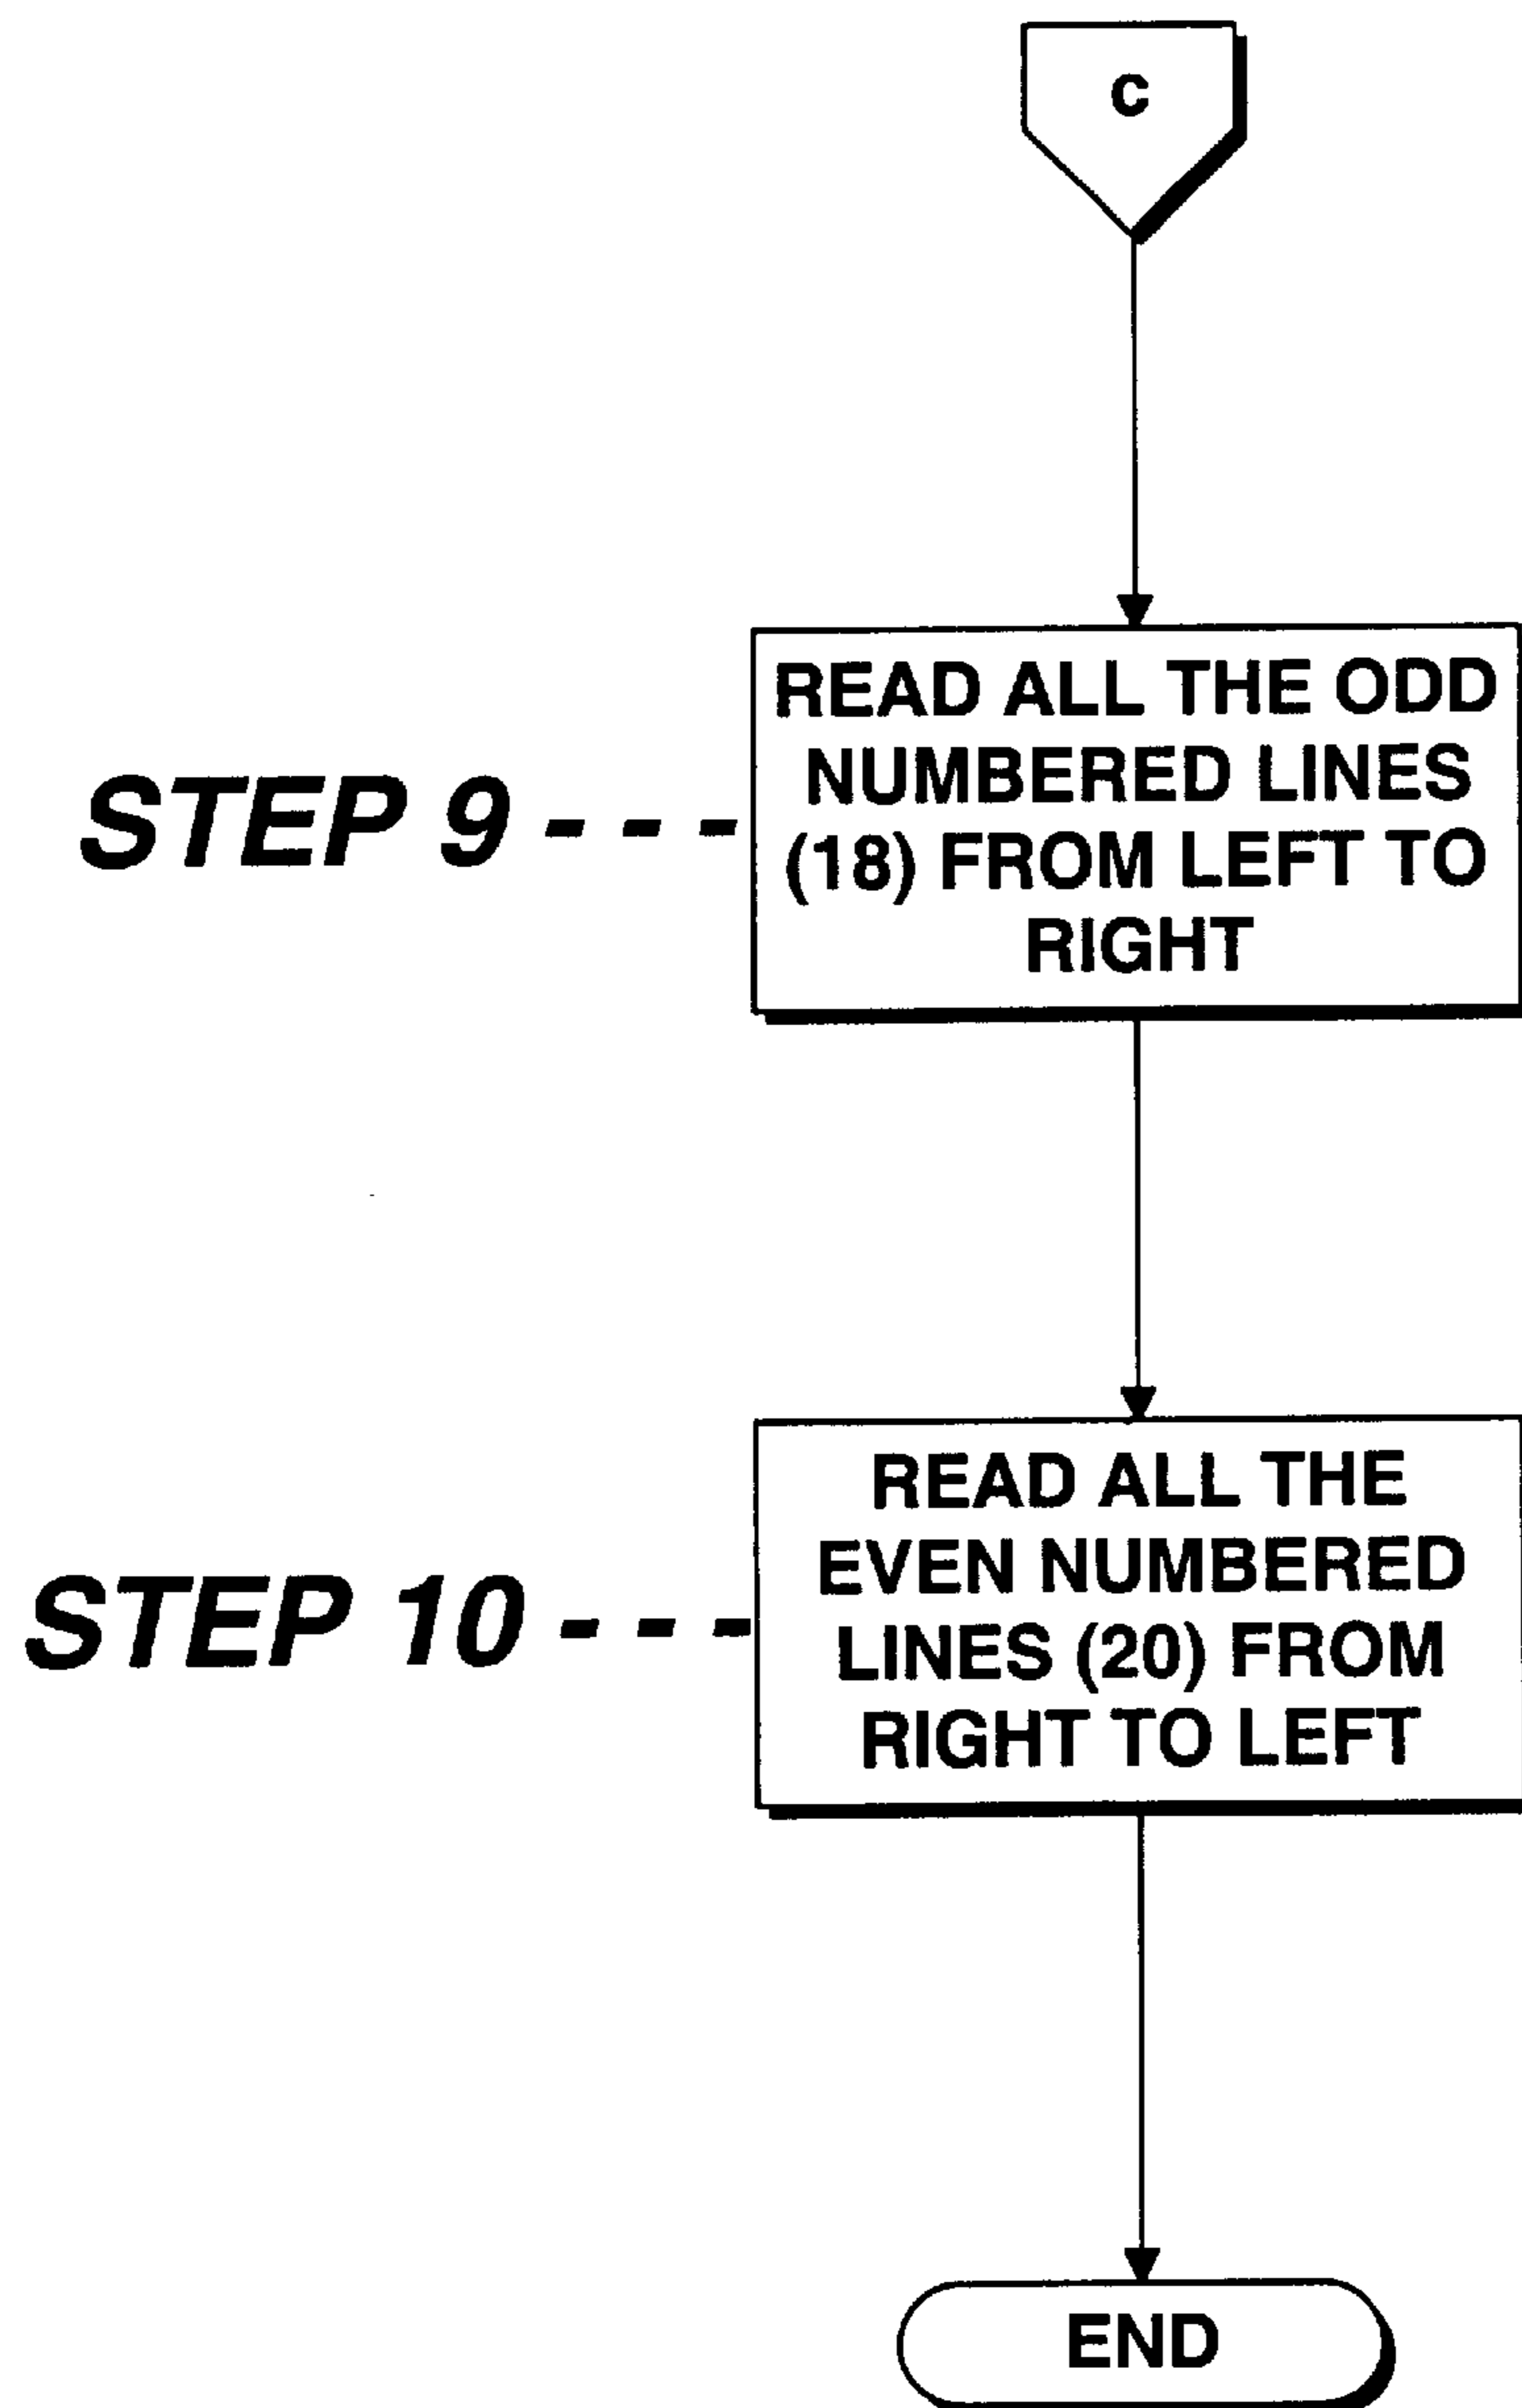 C
STEP 9
READ ALL THE ODD
NUMBERED LINES
(18) FROM LEFT TO
RIGHT
STEP 10
READ ALL THE
EVEN NUMBERED
LINES (20) FROM
RIGHT TO LEFT
END